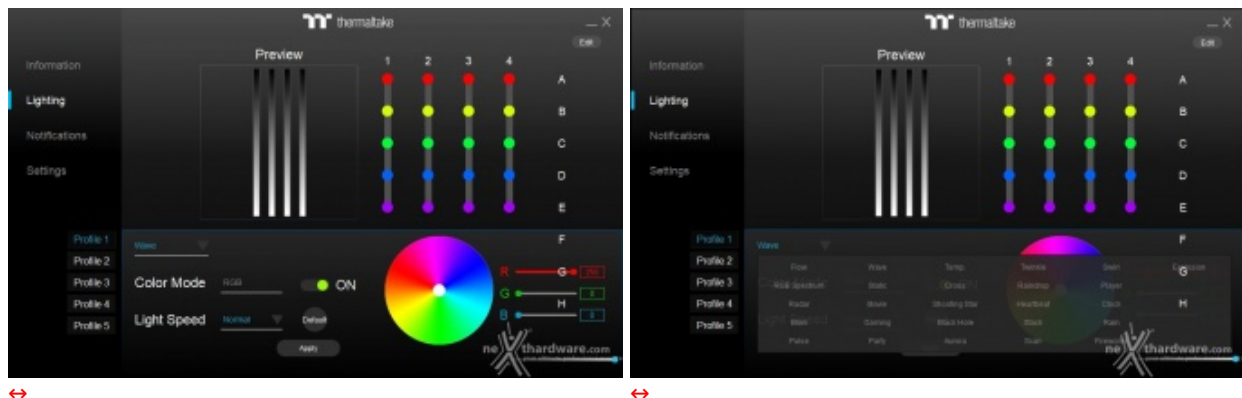 thermaltake
Edit
Preview
1 2 3 4
Information
Lighting
Notifications
Settings
A
B
C
D
E
F
G
H
Profile 1
Profile 2
Profile 3
Profile 4
Profile 5
Wave
Color Mode RGB ON
Light Speed Normal Default
Apply
R 255
G 0
B 0
nexthardware.com
thermaltake
Edit
Preview
1 2 3 4
Information
Lighting
Notifications
Settings
A
B
C
D
E
F
G
H
Profile 1
Profile 2
Profile 3
Profile 4
Profile 5
Wave
Flow Wave Temp Twinkle Swirl
RGB Spectrum Static Cross Raindrop Player
Radar Movie Shooting Star Heartbeat Clock
Gaming Black Hole Stack Rain
Pulse Party Aurora
nexthardware.com